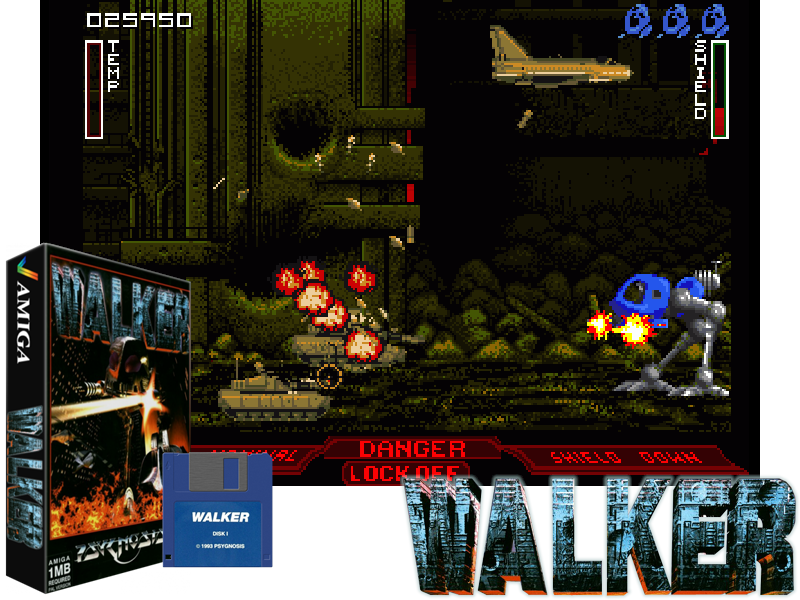 025950
TEMP
SHIELD
AMIGA
WALKER
WALKER
DANGER
SHIELD DOWN
LOCK OFF
WALKER
DISK 1
© 1993 PSYGNOSIS
PSYGNOSIS
AMIGA
1MB
REQUIRED
WALKER